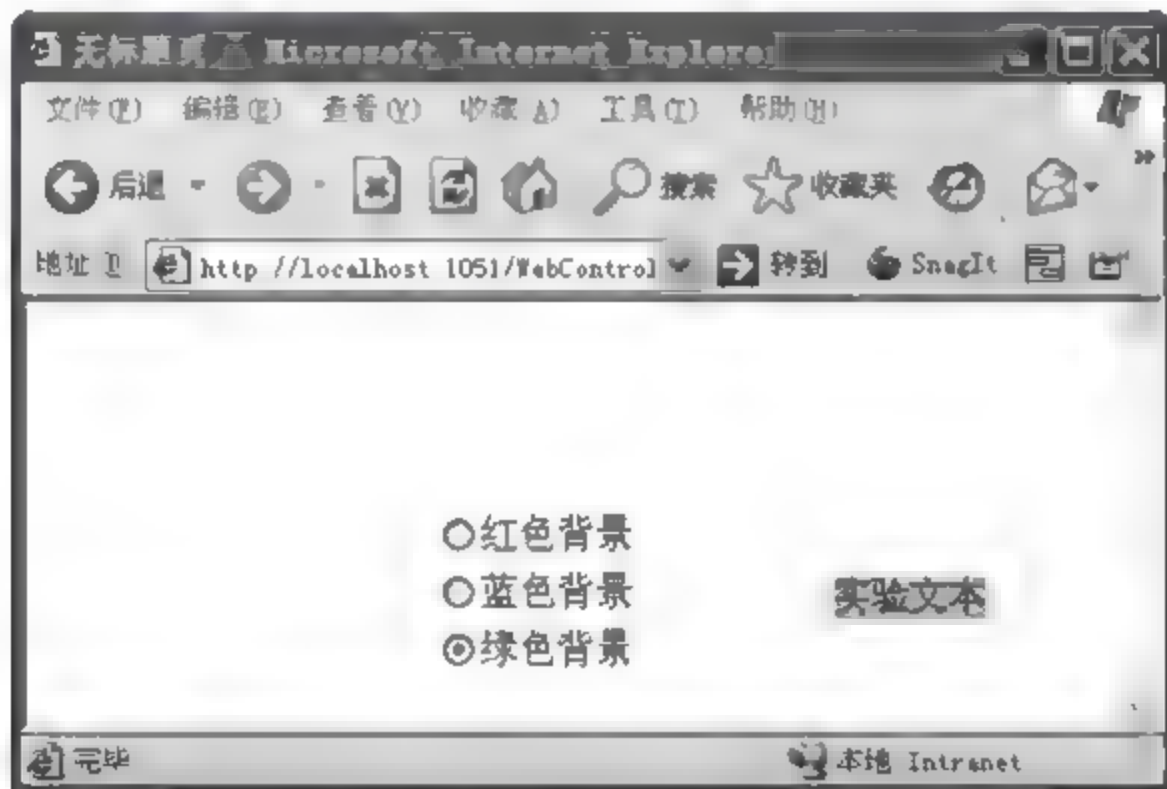 无标题页 - Microsoft Internet Explorer
文件(F) 编辑(E) 查看(V) 收藏(A) 工具(T) 帮助(H)
后退 搜索 收藏夹
地址(D) http://localhost:1051/WebControl 转到 SnagIt
红色背景
蓝色背景
实验文本
绿色背景
完毕 本地 Intranet